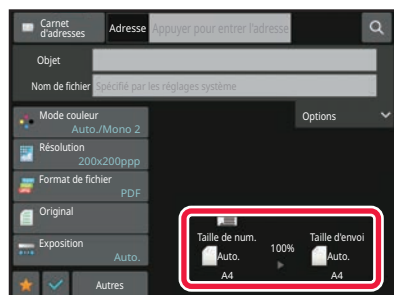 Carnet
d'adresses
Adresse
Appuyer pour entrer l'adresse
Objet
Nom de fichier
Spécifié par les réglages système
Mode couleur
Auto./Mono 2
Options
Résolution
200x200ppp
Format de fichier
PDF
Original
Exposition
Auto.
Autres
Taille de num.
Auto.
A4
100%
Taille d'envoi
Auto.
A4